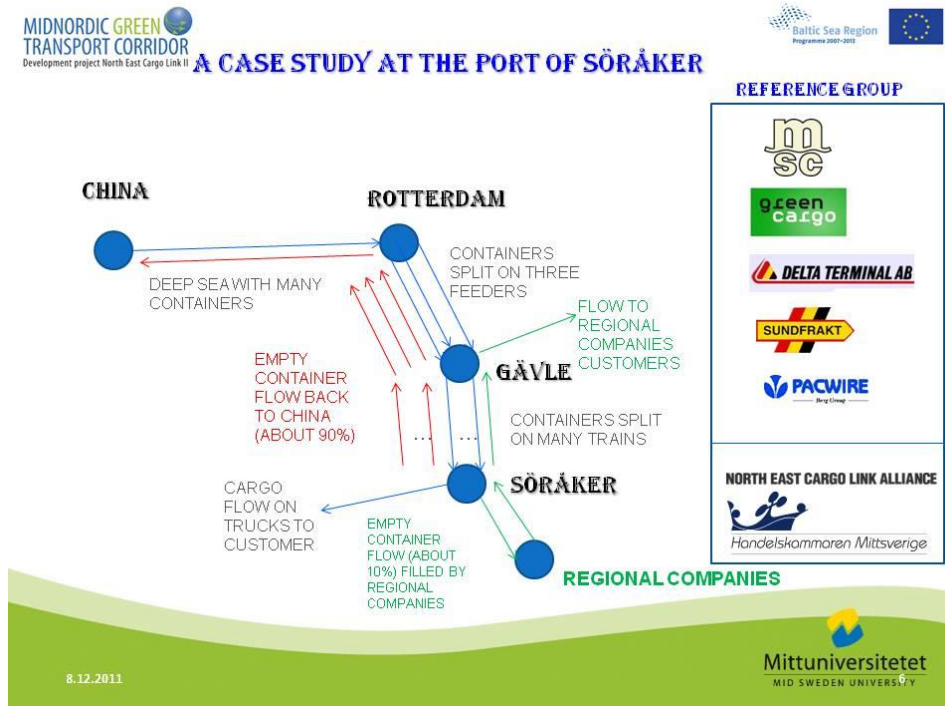 MIDNORDIC GREEN
TRANSPORT CORRIDOR
Development project North East Cargo Link II
Baltic Sea Region
Programme 2007-2013
A CASE STUDY AT THE PORT OF SÖRÅKER
REFERENCE GROUP
msc
green
cargo
DELTA TERMINAL AB
SUNDFRAKT
PACWIRE
Berg Group
NORTH EAST CARGO LINK ALLIANCE
Handelskammaren Mittsverige
CHINA
ROTTERDAM
DEEP SEA WITH MANY
CONTAINERS
CONTAINERS
SPLIT ON THREE
FEEDERS
FLOW TO
REGIONAL
COMPANIES
CUSTOMERS
GÄVLE
EMPTY
CONTAINER
FLOW BACK
TO CHINA
(ABOUT 90%)
... ...
CONTAINERS SPLIT
ON MANY TRAINS
SÖRÅKER
CARGO
FLOW ON
TRUCKS TO
CUSTOMER
EMPTY
CONTAINER
FLOW (ABOUT
10%) FILLED BY
REGIONAL
COMPANIES
REGIONAL COMPANIES
8.12.2011
Mittuniversitetet
MID SWEDEN UNIVERSITY
6